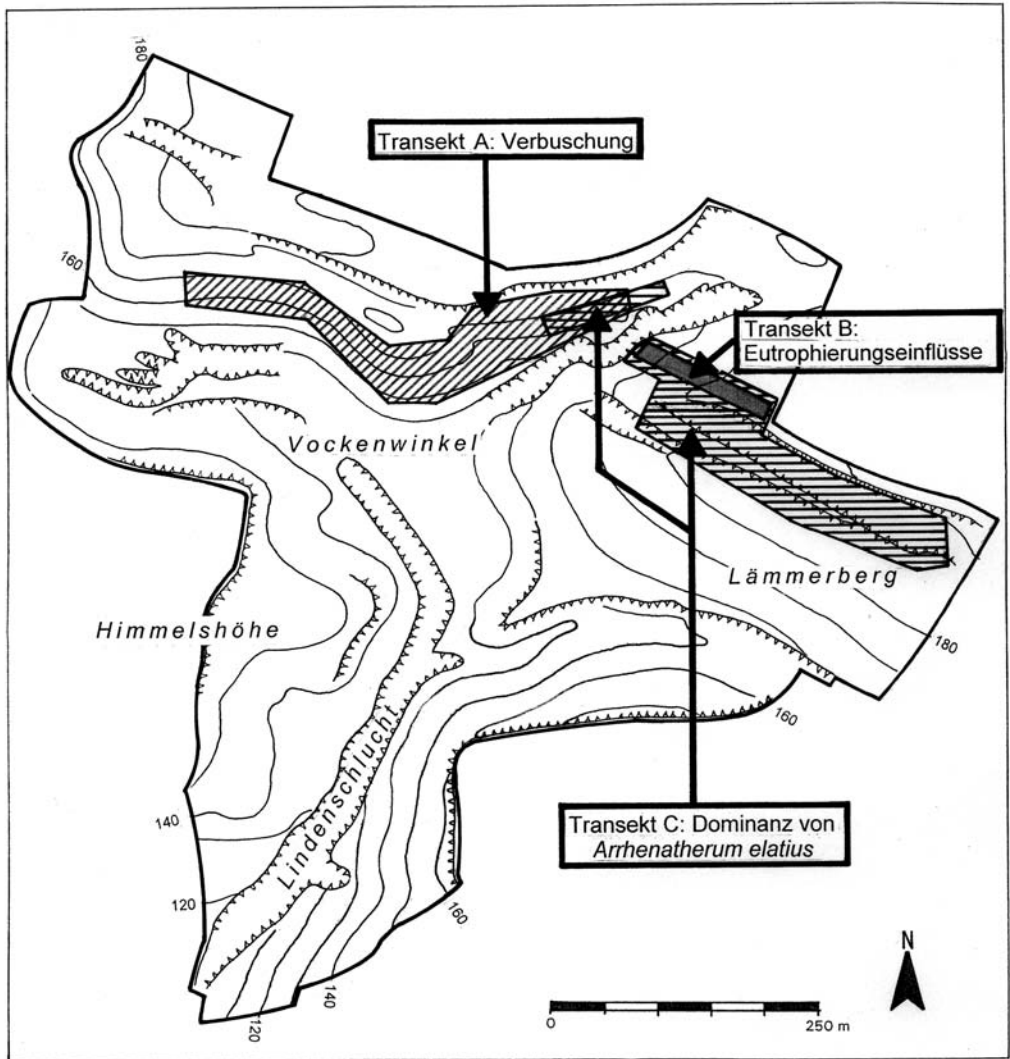 180
Transekt A: Verbuschung
160
Transekt B:
Eutrophierungseinflüsse
Vockenwinkel
Lämmerberg
Himmelshöhe
180
160
Lindenschlucht
Transekt C: Dominanz von
Arrhenatherum elatius
140
120
160
N
140
120
0
250 m